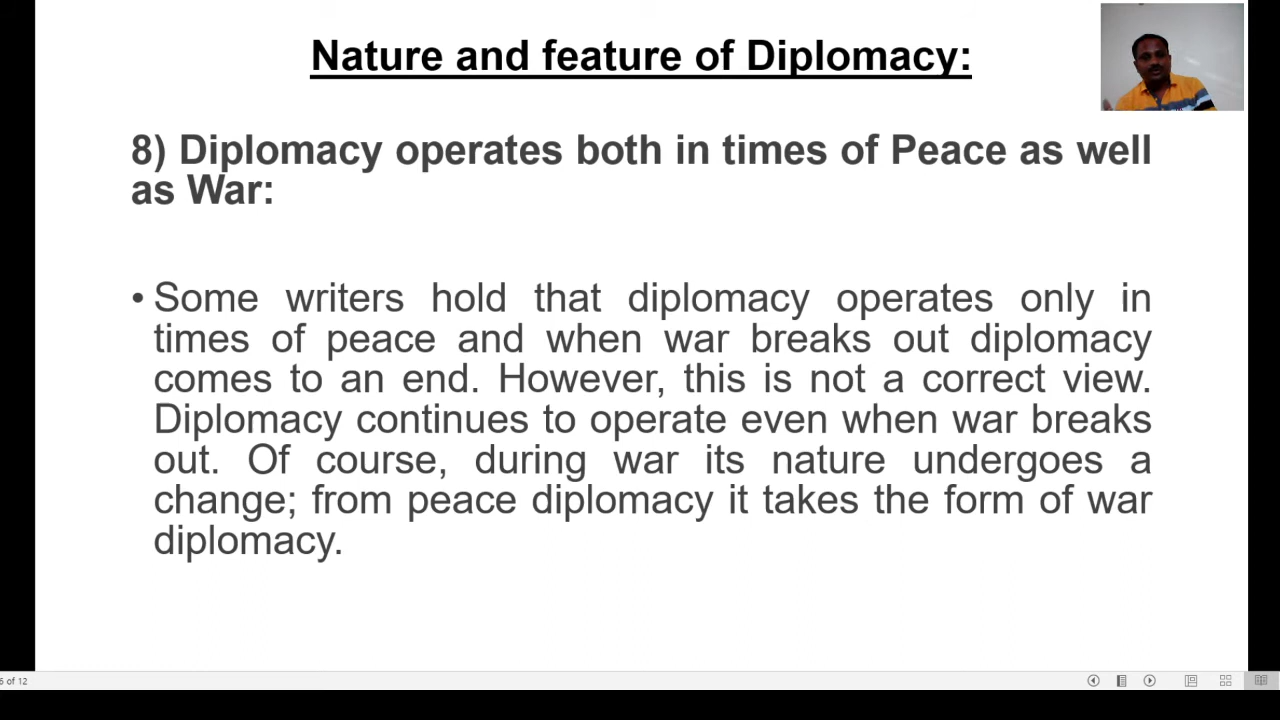 Nature and feature of Diplomacy:
8) Diplomacy operates both in times of Peace as well
as War:
• Some writers hold that diplomacy operates only in
times of peace and when war breaks out diplomacy
comes to an end. However, this is not a correct view.
Diplomacy continues to operate even when war breaks
out. Of course, during war its nature undergoes a
change; from peace diplomacy it takes the form of war
diplomacy.
of 12